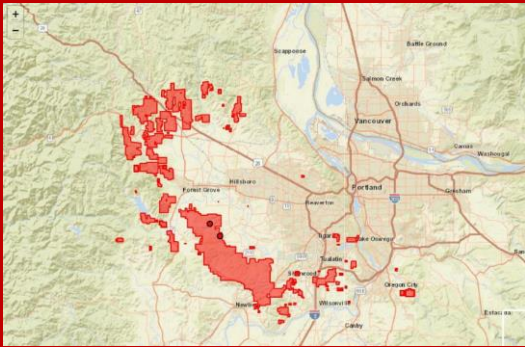 +
−
Scappoose
Battle Ground
Salmon Creek
Orchards
Vancouver
Camas
Washougal
Forest Grove
Hillsboro
26
Portland
Gresham
Beaverton
Tigard
Lake Oswego
Tualatin
Sherwood
Oregon City
Wilsonville
Canby